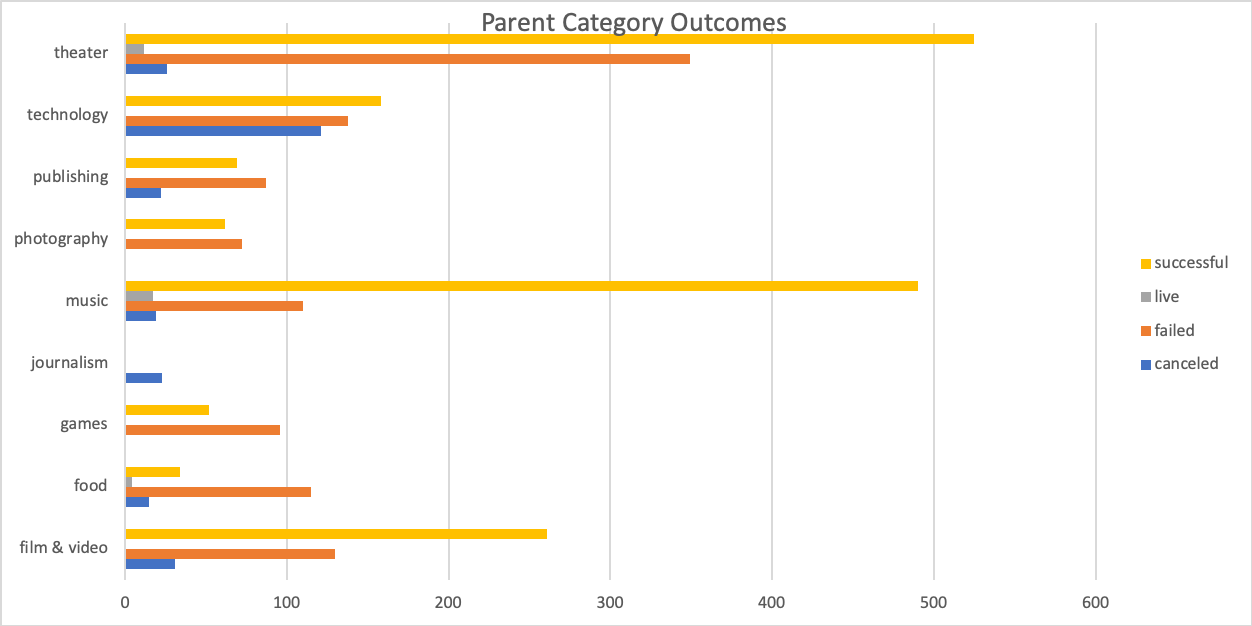 Parent Category Outcomes
theater
technology
publishing
photography
music
journalism
games
food
film & video
successful
live
failed
canceled
0 100 200 300 400 500 600